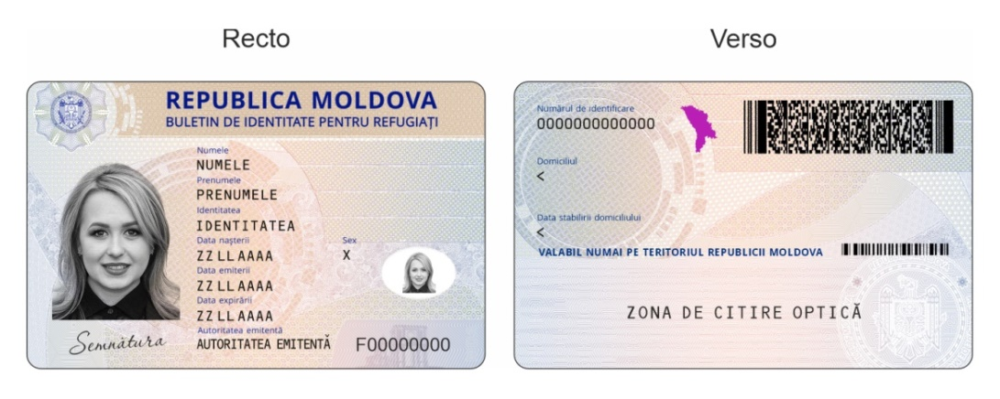 Recto
REPUBLICA MOLDOVA
BULETIN DE IDENTITATE PENTRU REFUGIAȚI
Numele
NUMELE
Prenumele
PRENUMELE
Identitatea
IDENTITATEA
Data nașterii
ZZ LL AAAA
Sex
X
Data emiterii
ZZ LL AAAA
Data expirării
ZZ LL AAAA
Autoritatea emitentă
AUTORITATEA EMITENTĂ
Semnătura
F00000000
Verso
Numărul de identificare
0000000000000
Domiciliul
<
Data stabilirii domiciliului
<
VALABIL NUMAI PE TERITORIUL REPUBLICII MOLDOVA
ZONA DE CITIRE OPTICĂ